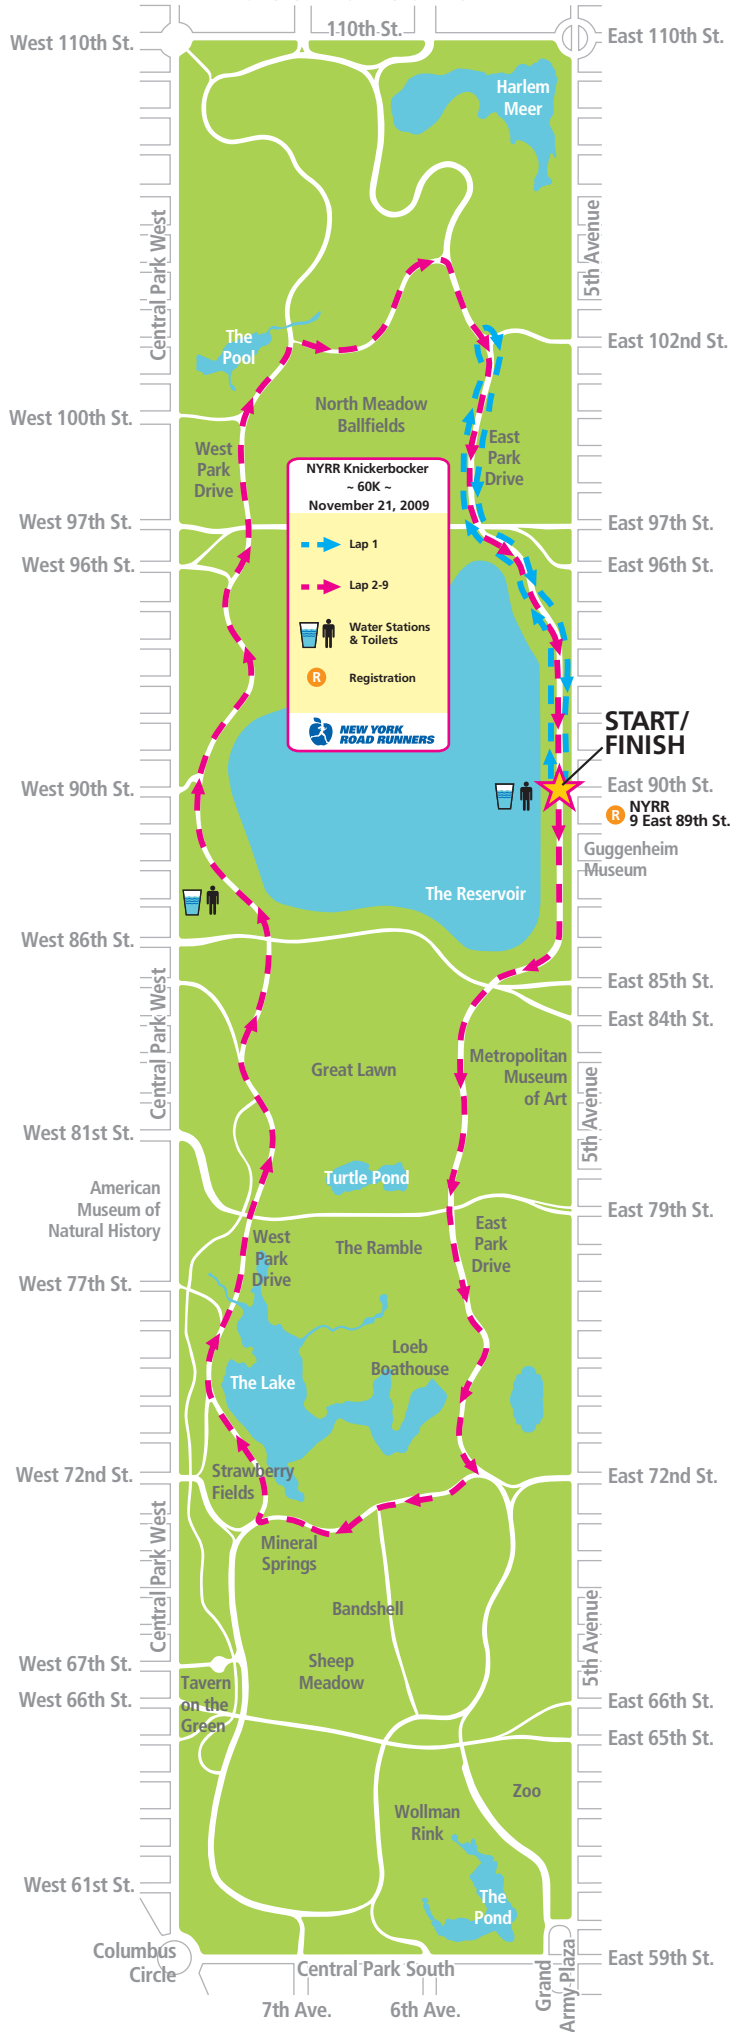 110th St.
West 110th St.
East 110th St.
Harlem
Meer
Central Park West
5th Avenue
The
Pool
East 102nd St.
West 100th St.
North Meadow
Ballfields
West
Park
Drive
East
Park
Drive
NYRR Knickerbocker
~ 60K ~
November 21, 2009
Lap 1
Lap 2-9
Water Stations
& Toilets
R
Registration
NEW YORK
ROAD RUNNERS
West 97th St.
East 97th St.
West 96th St.
East 96th St.
START/
FINISH
West 90th St.
East 90th St.
R
NYRR
9 East 89th St.
Guggenheim
Museum
The Reservoir
West 86th St.
East 85th St.
East 84th St.
Central Park West
Great Lawn
Metropolitan
Museum
of Art
5th Avenue
West 81st St.
Turtle Pond
American
Museum of
Natural History
East 79th St.
West
Park
Drive
The Ramble
East
Park
Drive
West 77th St.
Loeb
Boathouse
The Lake
West 72nd St.
East 72nd St.
Strawberry
Fields
Central Park West
Mineral
Springs
5th Avenue
Bandshell
West 67th St.
Sheep
Meadow
Tavern
on the
Green
West 66th St.
East 66th St.
East 65th St.
Zoo
Wollman
Rink
West 61st St.
The
Pond
Columbus
Circle
Central Park South
Grand
Army Plaza
East 59th St.
7th Ave.
6th Ave.